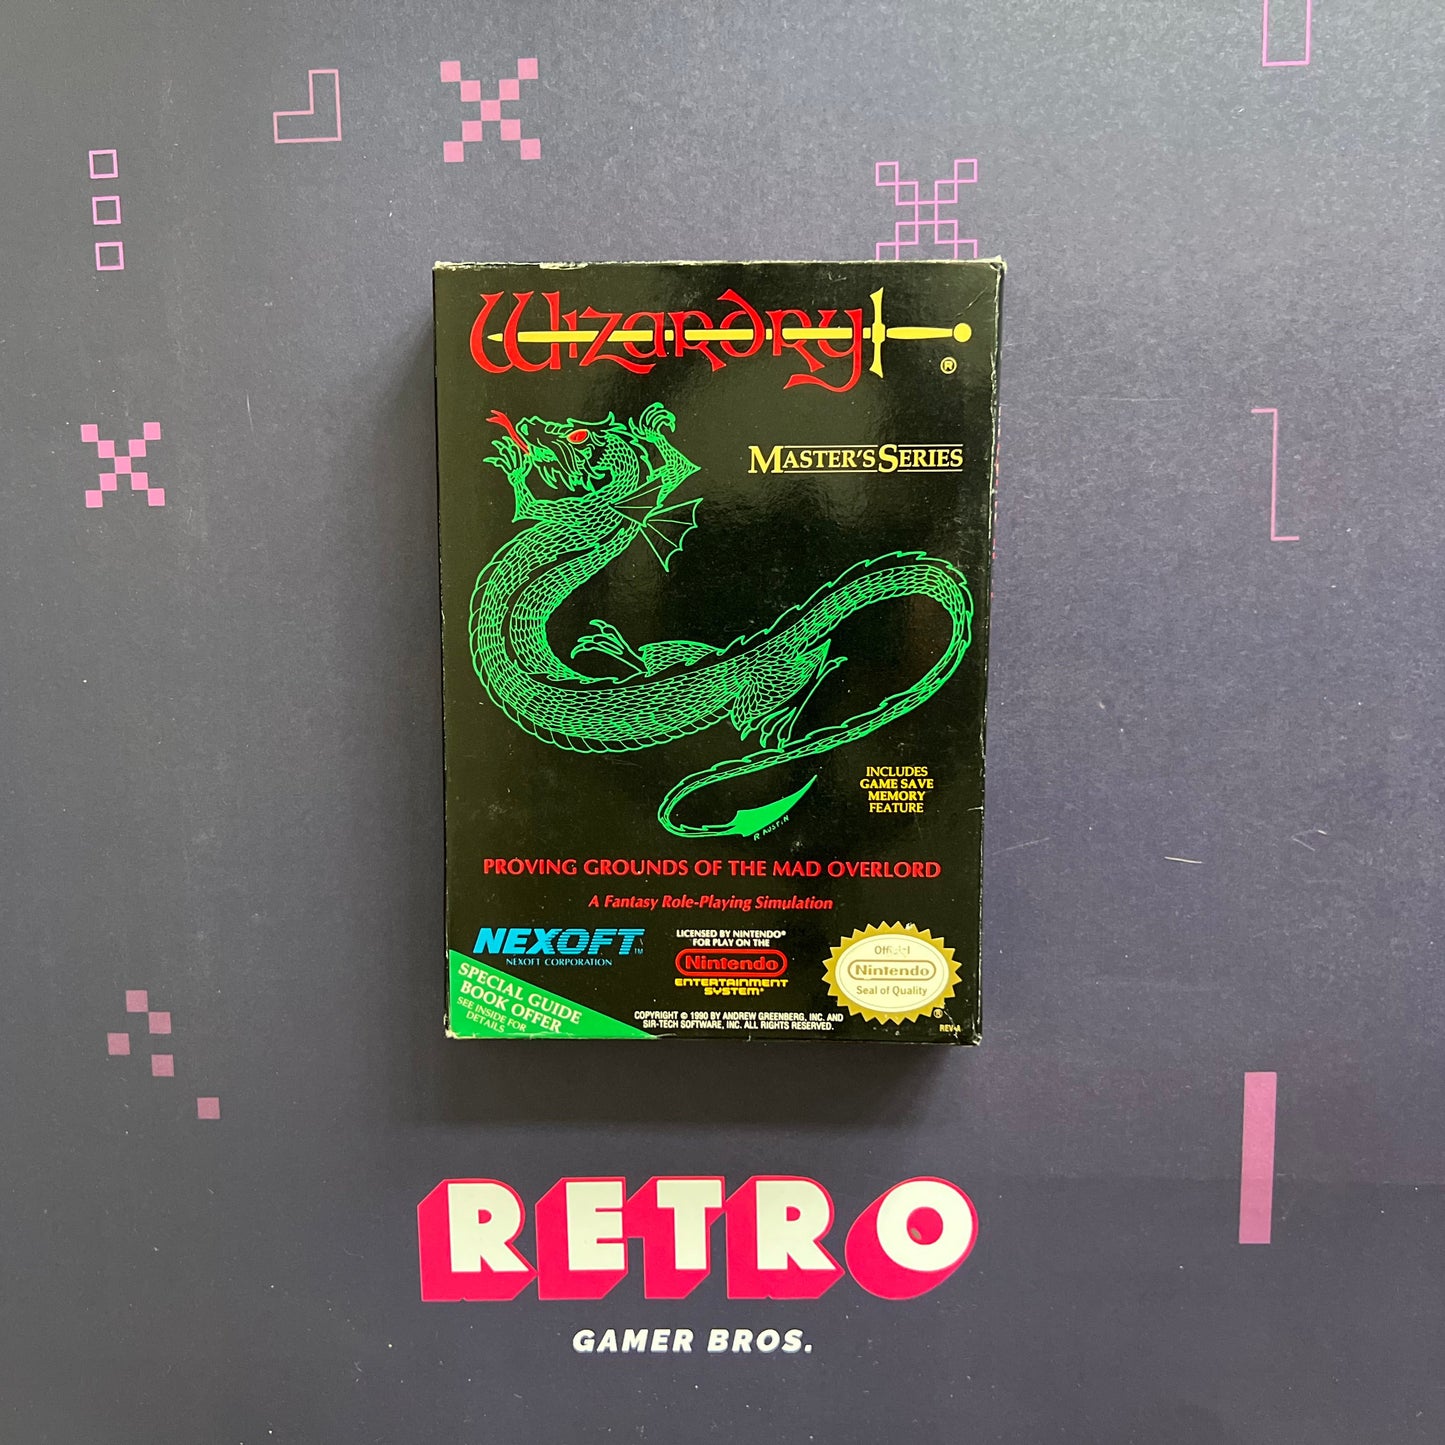 Wizardry
®
MASTER'S SERIES
INCLUDES
GAME SAVE
MEMORY
FEATURE
R AUSTIN
PROVING GROUNDS OF THE MAD OVERLORD
A Fantasy Role-Playing Simulation
NEXOFT™
NEXOFT CORPORATION
LICENSED BY NINTENDO®
FOR PLAY ON THE
Nintendo
ENTERTAINMENT
SYSTEM®
Official
Nintendo
Seal of Quality
®
SPECIAL GUIDE
BOOK OFFER
SEE INSIDE FOR
DETAILS
COPYRIGHT © 1990 BY ANDREW GREENBERG, INC. AND
SIR-TECH SOFTWARE, INC. ALL RIGHTS RESERVED.
REV-A
RETRO
GAMER BROS.